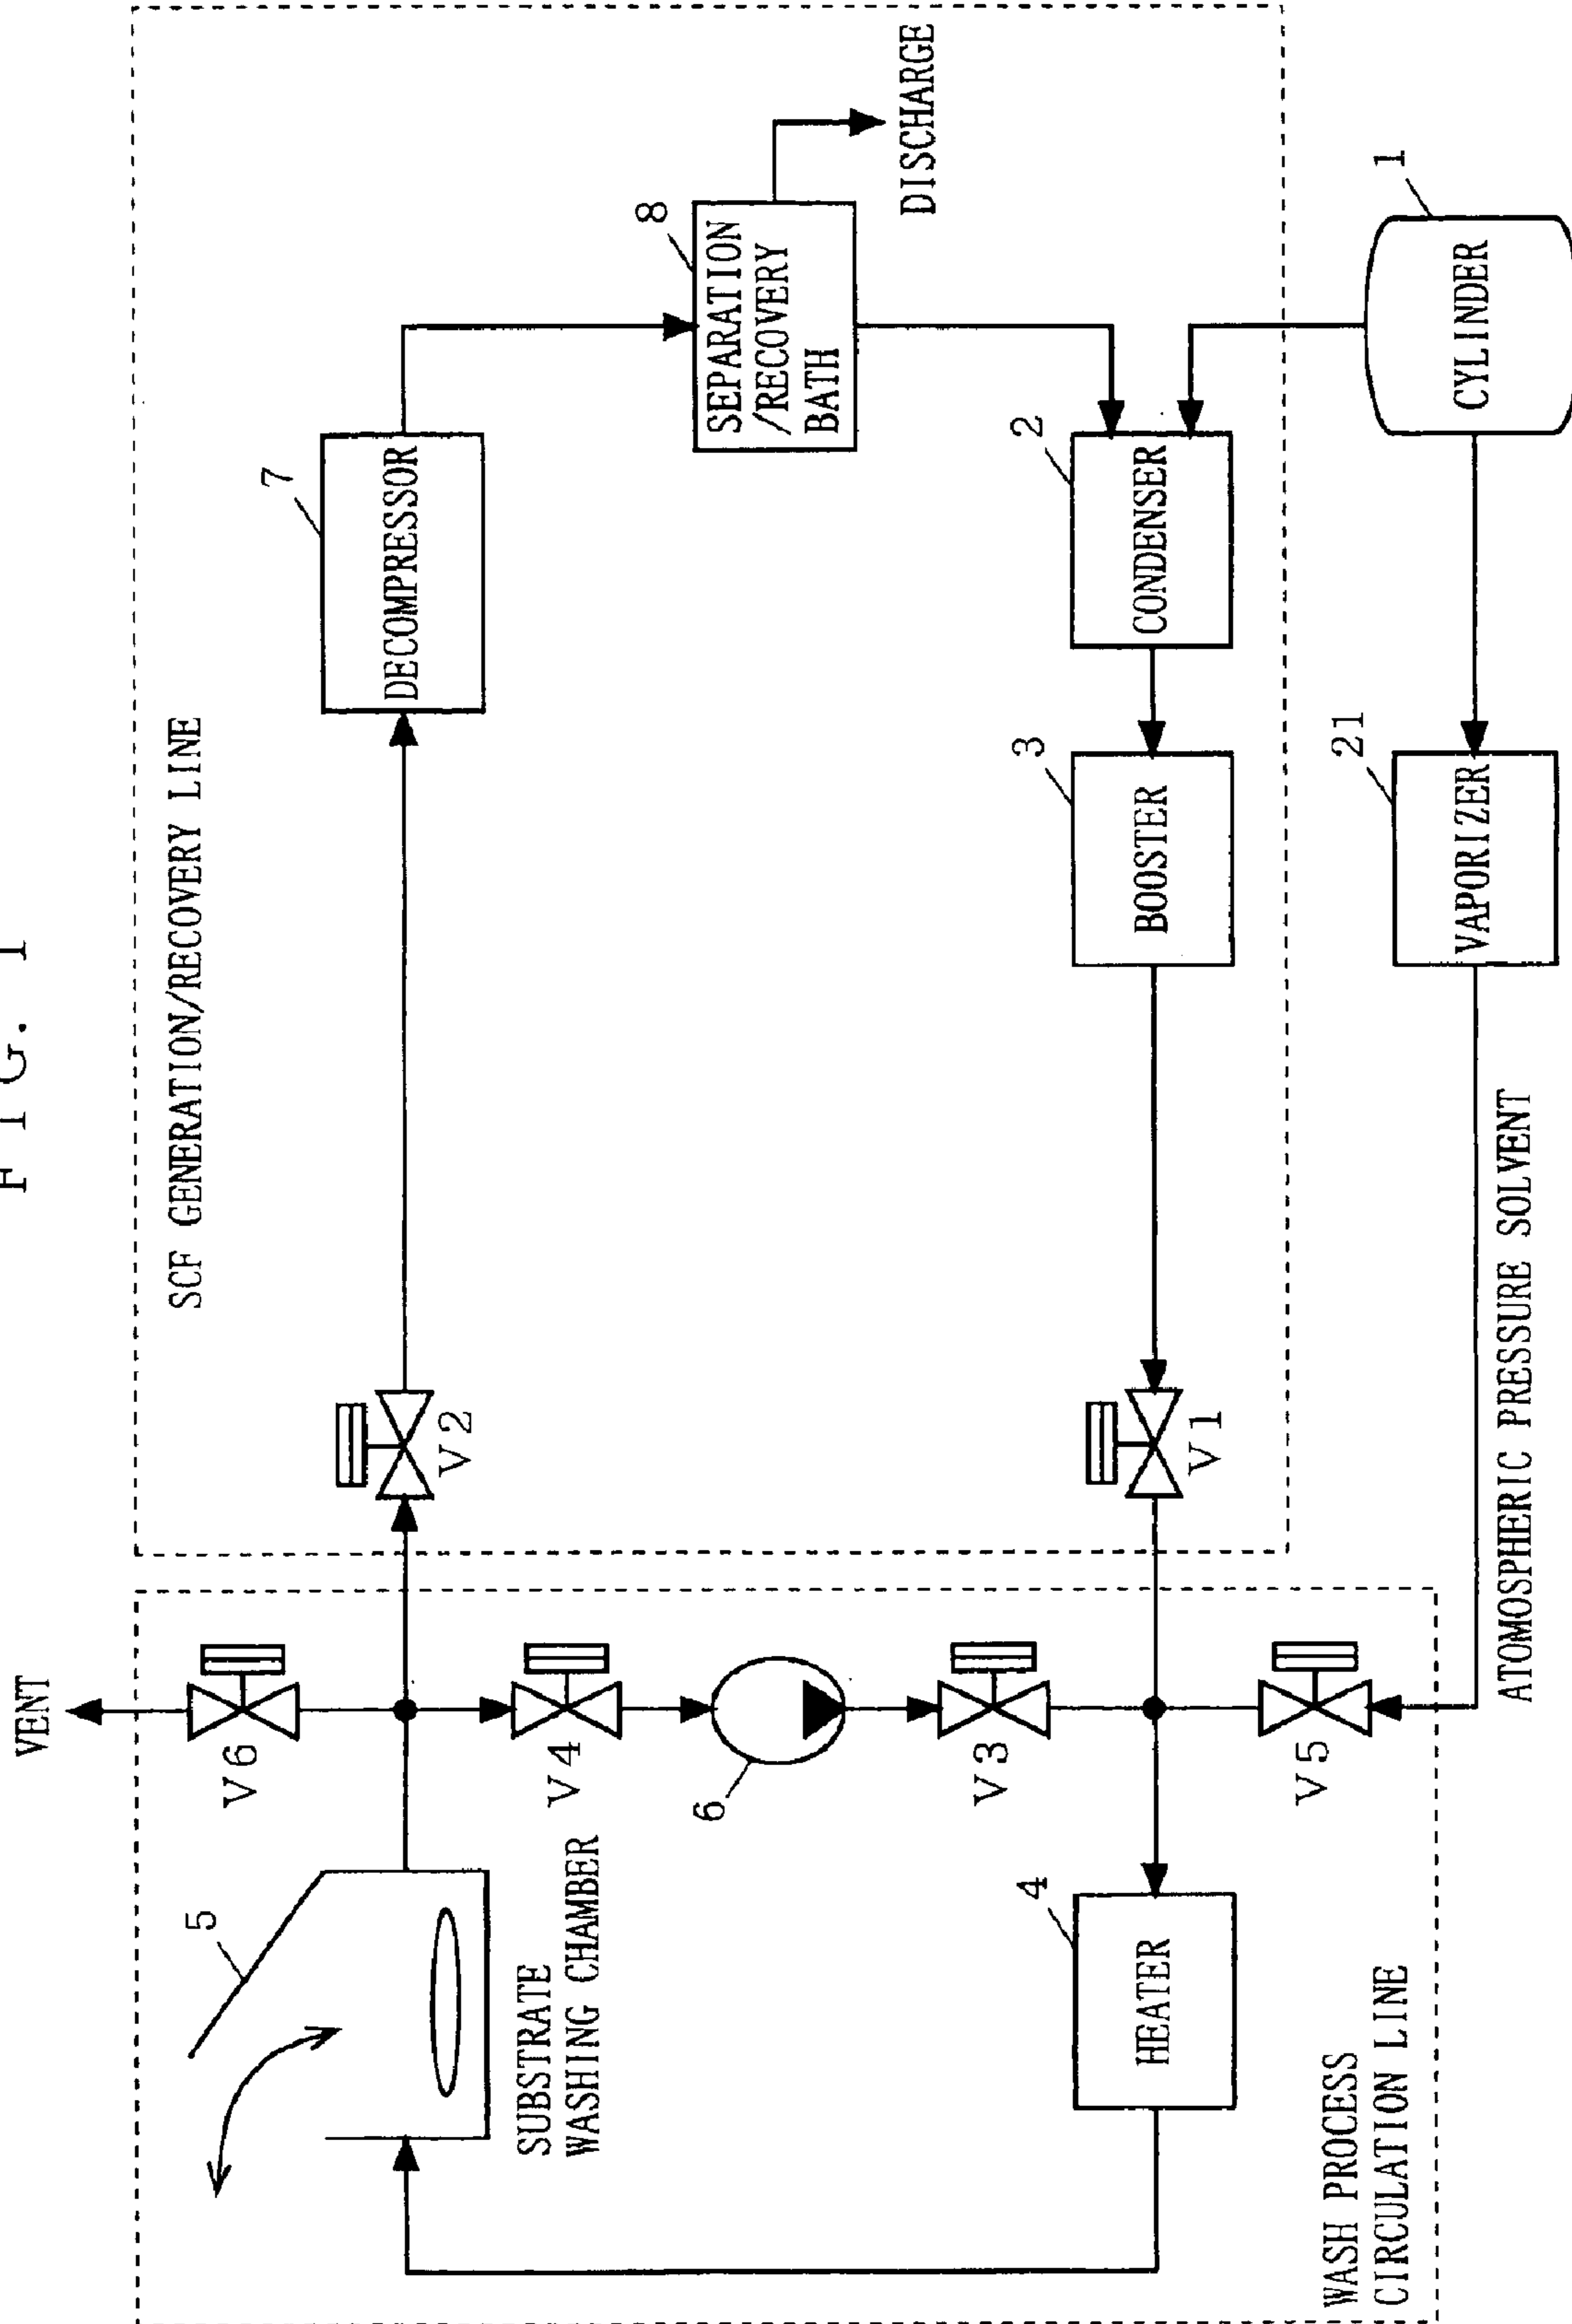 FIG. 1
VENT
SCF GENERATION/RECOVERY LINE
V6
5
V2
7
DECOMPRESSOR
V4
SUBSTRATE
WASHING CHAMBER
8
SEPARATION
/RECOVERY
BATH
DISCHARGE
6
V3
4
HEATER
V1
3
BOOSTER
2
CONDENSER
V5
WASH PROCESS
CIRCULATION LINE
21
VAPORIZER
1
CYLINDER
ATOMOSPHERIC PRESSURE SOLVENT